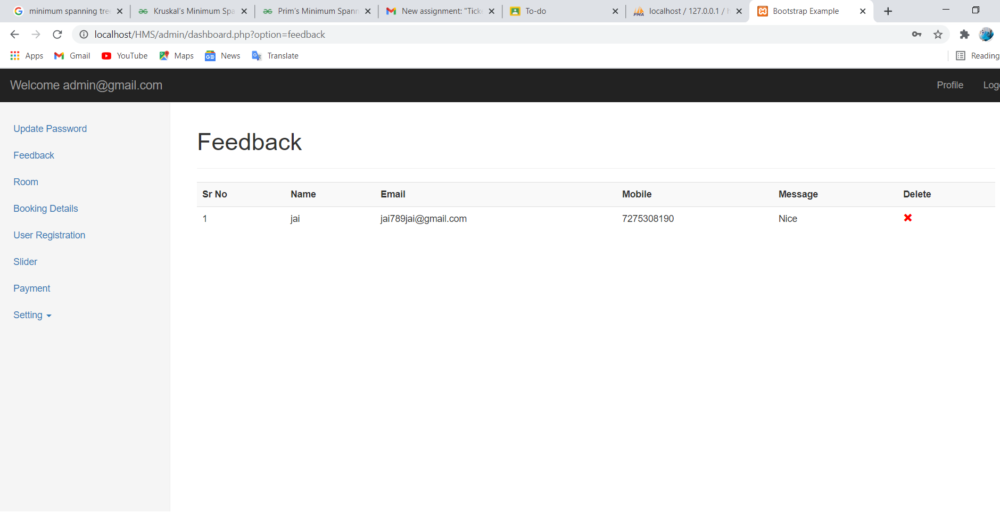 minimum spanning tre
Kruskal's Minimum Spa
Prim's Minimum Spann
New assignment: "Ticke
To-do
localhost / 127.0.0.1 / h
Bootstrap Example
localhost/HMS/admin/dashboard.php?option=feedback
Apps
Gmail
YouTube
Maps
News
Translate
Reading
Welcome admin@gmail.com
Profile
Log
Update Password
Feedback
Room
Booking Details
User Registration
Slider
Payment
Setting
Feedback
Sr No Name Email Mobile Message Delete
1 jai jai789jai@gmail.com 7275308190 Nice